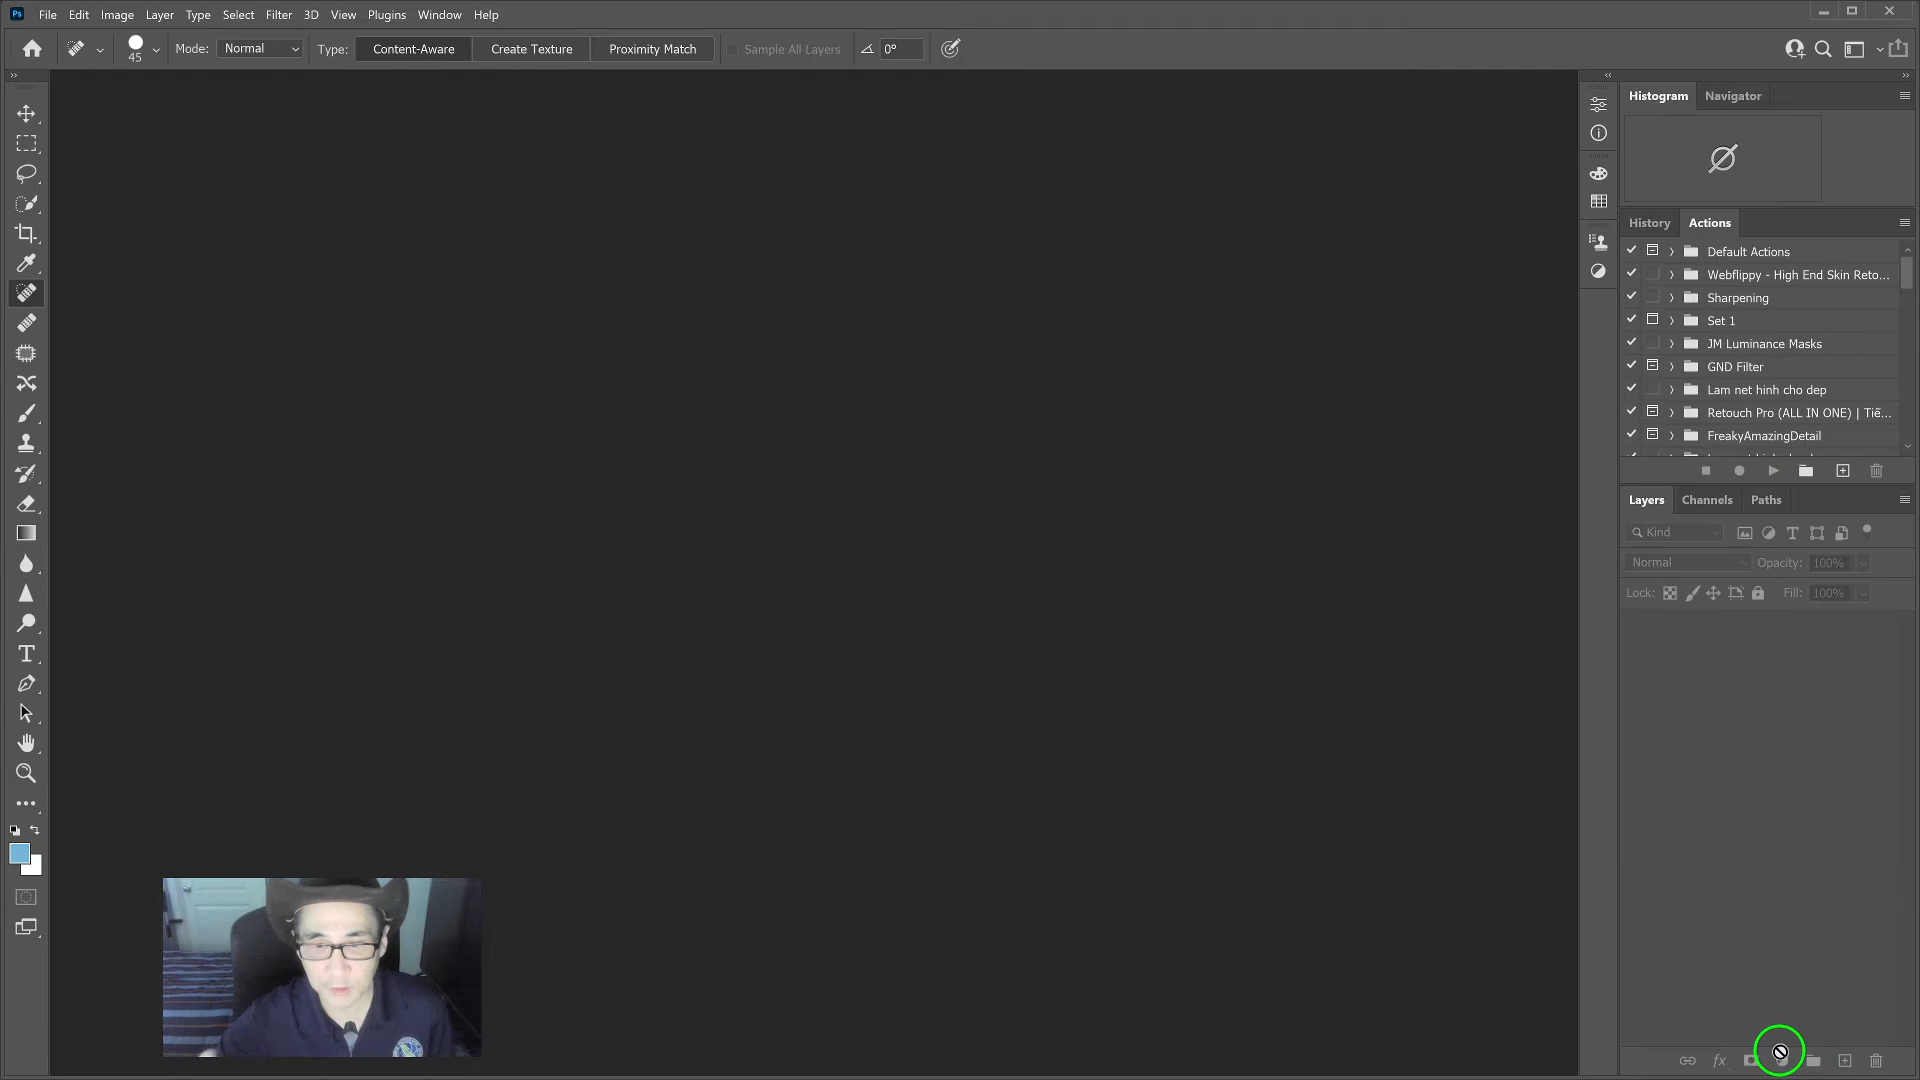 Ps File Edit Image Layer Type Select Filter 3D View Plugins Window Help
45 Mode: Normal Type: Content-Aware Create Texture Proximity Match Sample All Layers 0°
Histogram Navigator
History Actions
Default Actions
Webflippy - High End Skin Reto...
Sharpening
Set 1
JM Luminance Masks
GND Filter
Lam net hinh cho dep
Retouch Pro (ALL IN ONE) | Tiế...
FreakyAmazingDetail
Layers Channels Paths
Kind
Normal Opacity: 100%
Lock: Fill: 100%
fx